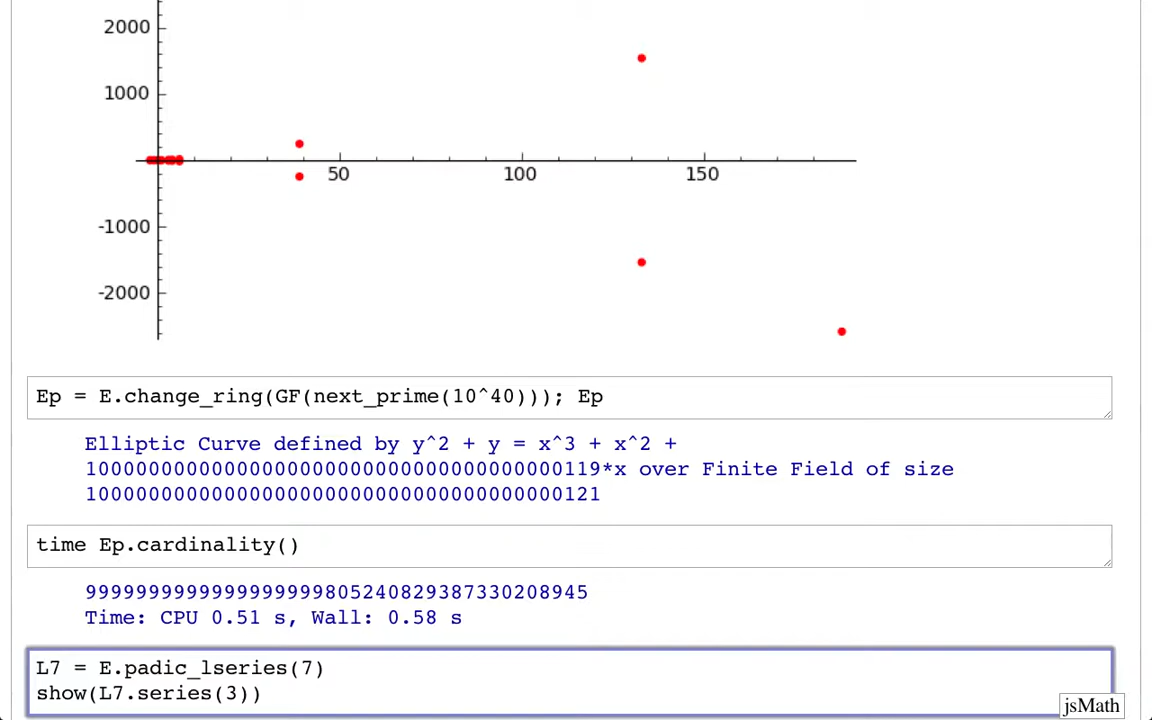 2000
1000
50
100
150
-1000
-2000
Ep = E.change_ring(GF(next_prime(10^40))); Ep
Elliptic Curve defined by y^2 + y = x^3 + x^2 +
10000000000000000000000000000000000000119*x over Finite Field of size
10000000000000000000000000000000000000121
time Ep.cardinality()
9999999999999999999805240829387330208945
Time: CPU 0.51 s, Wall: 0.58 s
L7 = E.padic_lseries(7)
show(L7.series(3))
jsMath